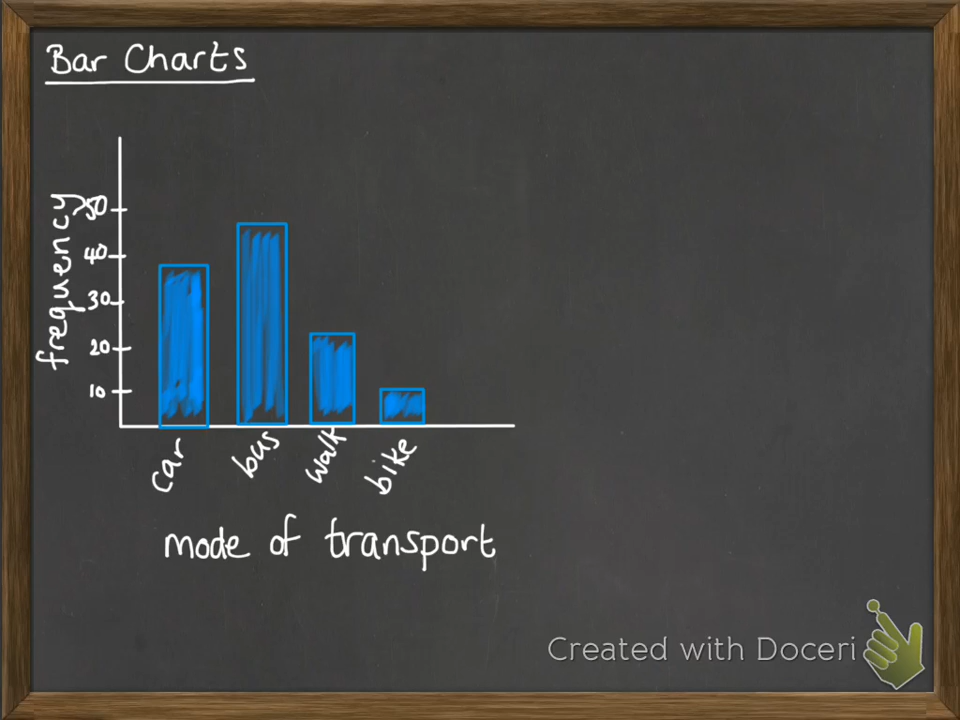 Bar Charts
frequency
50
40
30
20
10
car
bus
walk
bike
mode of transport
Created with Doceri